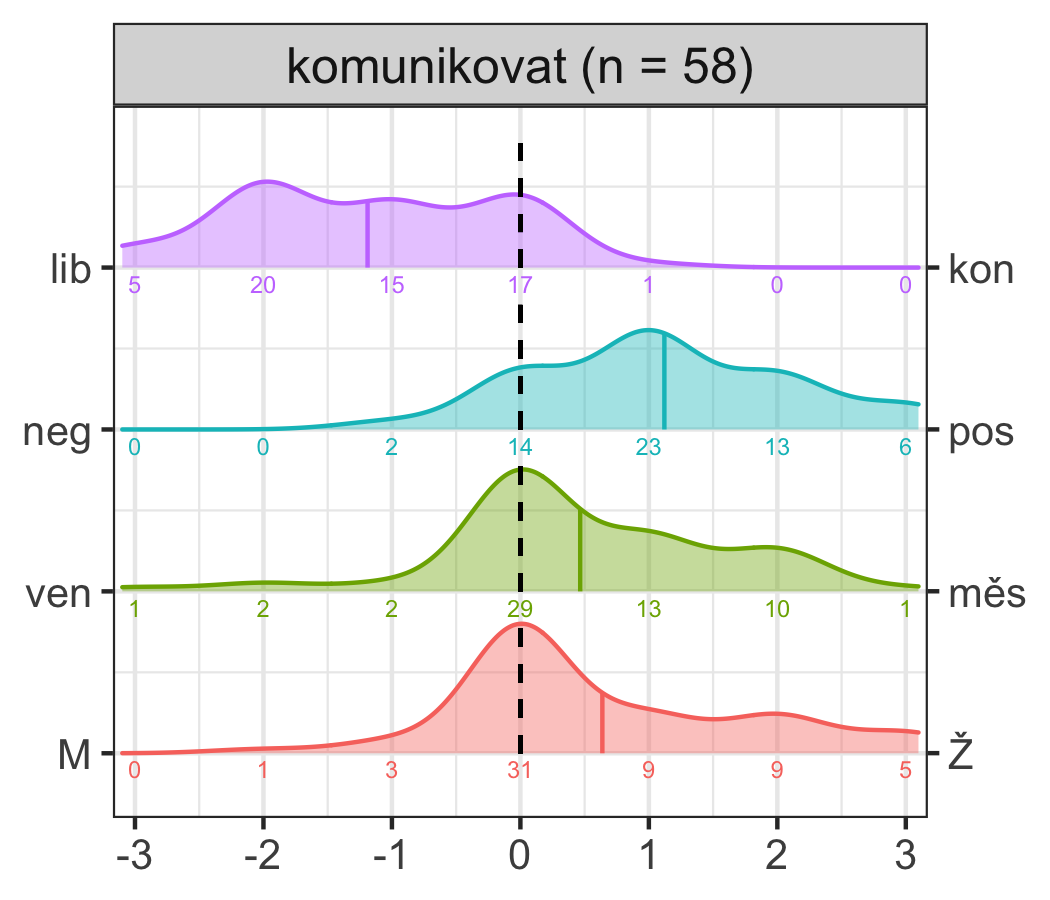 komunikovat (n = 58)
lib kon
5 20 15 17 1 0 0
neg pos
0 0 2 14 23 13 6
ven měs
1 2 2 29 13 10 1
M Ž
0 1 3 31 9 9 5
-3 -2 -1 0 1 2 3